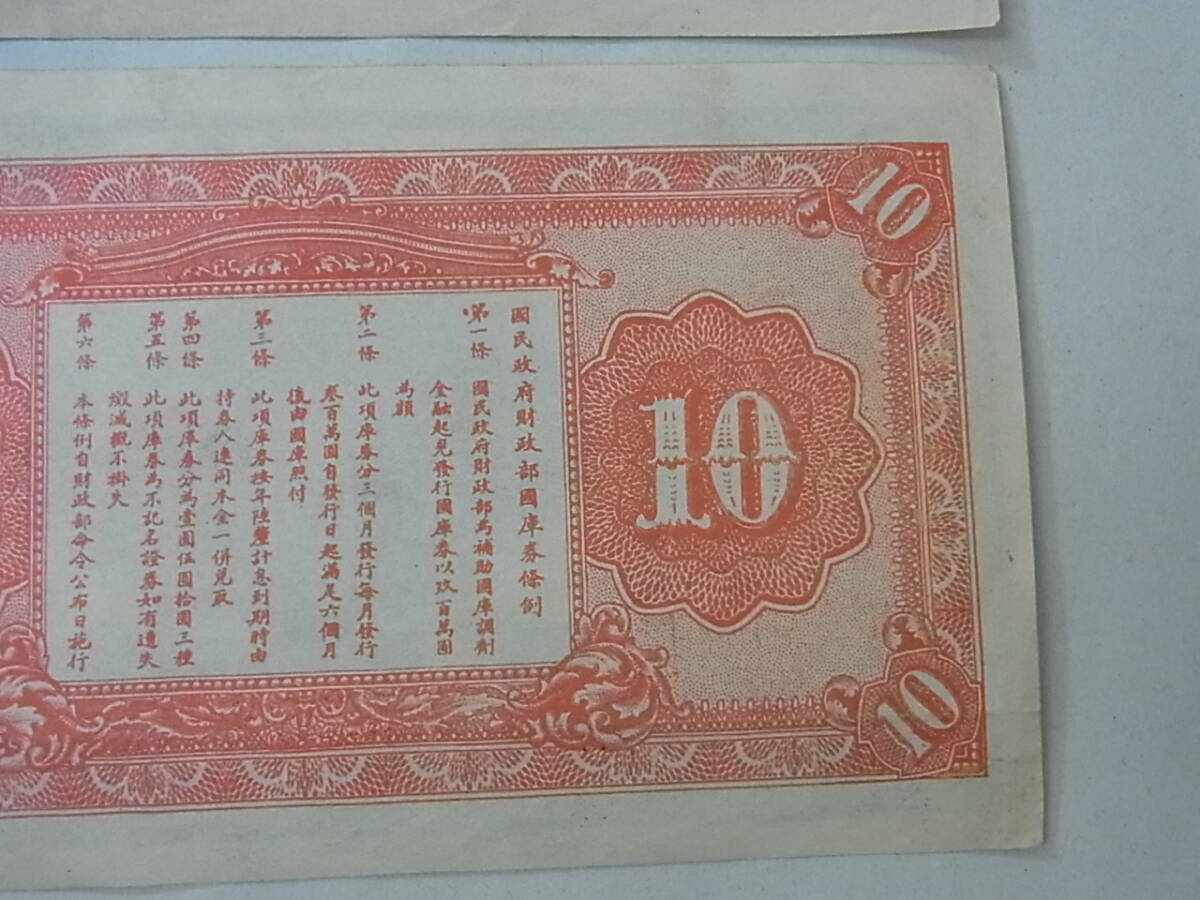 國民政府財政部國庫券條例
第一條 國民政府財政部為補助國庫調劑
金融起見發行國庫券以玖百萬圓
為額
第二條 此項庫券分三個月發行每月發行
叁百萬圓自發行日起滿足六個月
後由國庫照付
第三條 此項庫券按年陸釐計息到期時由
持券人連同本金一併兌取
第四條 此項庫券分為壹圓伍圓拾圓三種
第五條 此項庫券為不記名證券如有遺失
燬滅概不掛失
第六條 本條例自財政部命令公布日施行
10
10
10